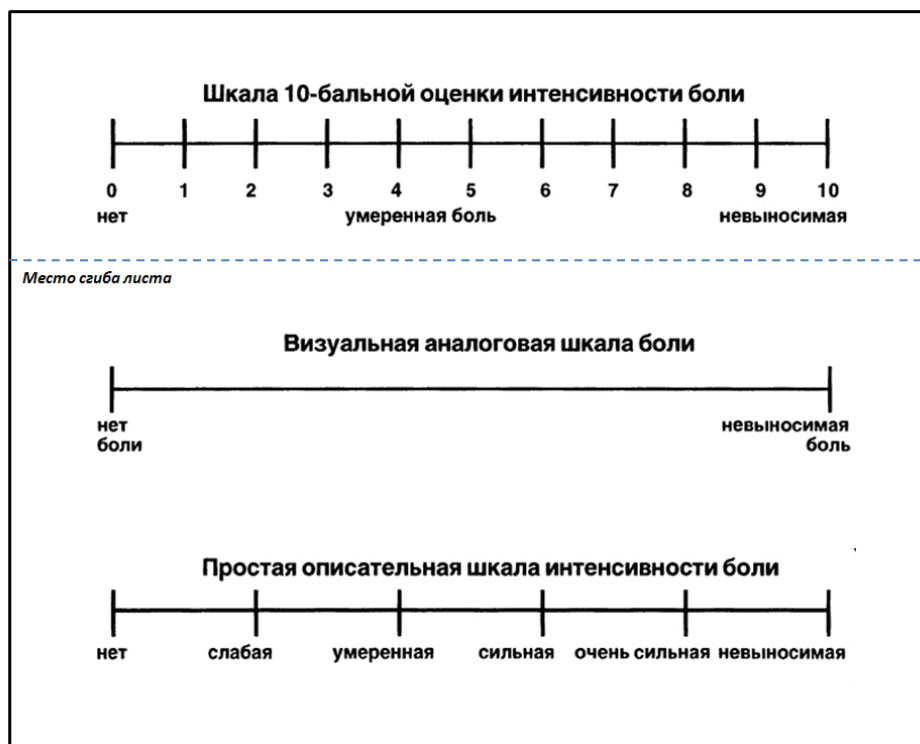 Шкала 10-бальной оценки интенсивности боли
0 1 2 3 4 5 6 7 8 9 10
нет умеренная боль невыносимая
Место сгиба листа
Визуальная аналоговая шкала боли
нет невыносимая
боли боль
Простая описательная шкала интенсивности боли
нет слабая умеренная сильная очень сильная невыносимая